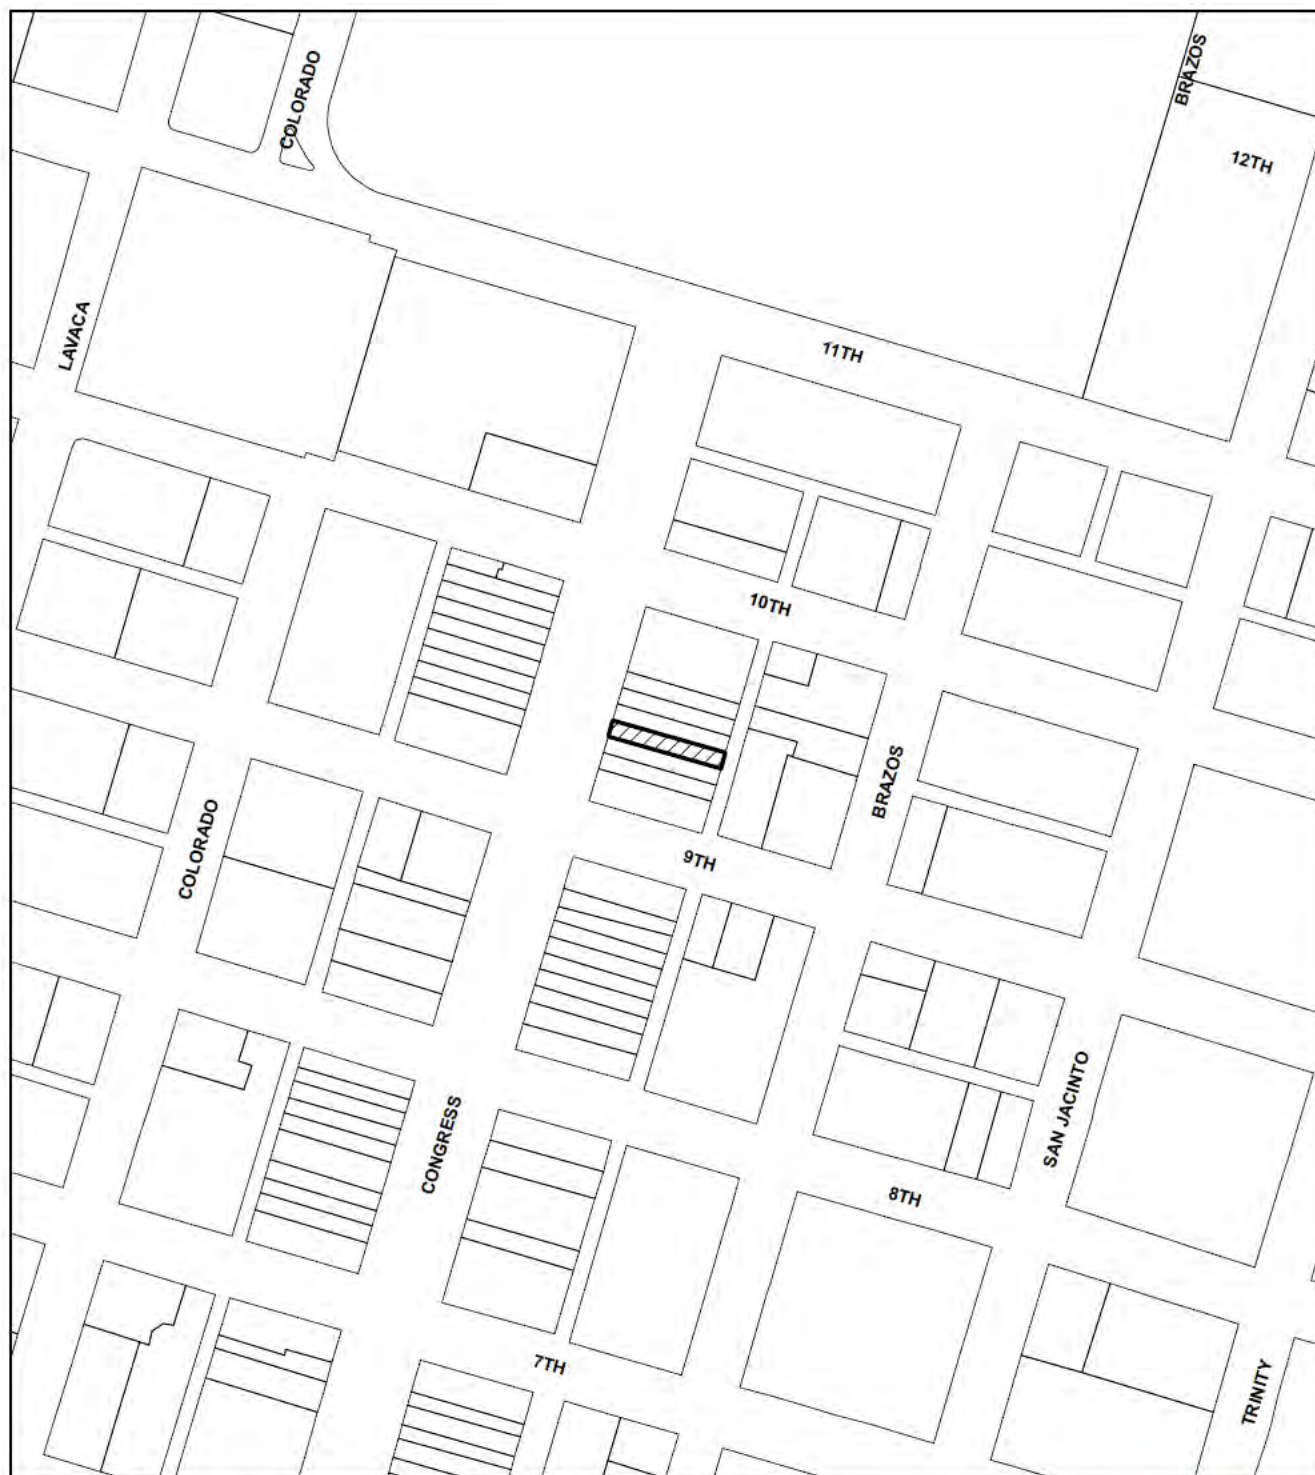 COLORADO
BRAZOS
12TH
LAVACA
11TH
10TH
BRAZOS
COLORADO
9TH
CONGRESS
SAN JACINTO
8TH
7TH
TRINITY